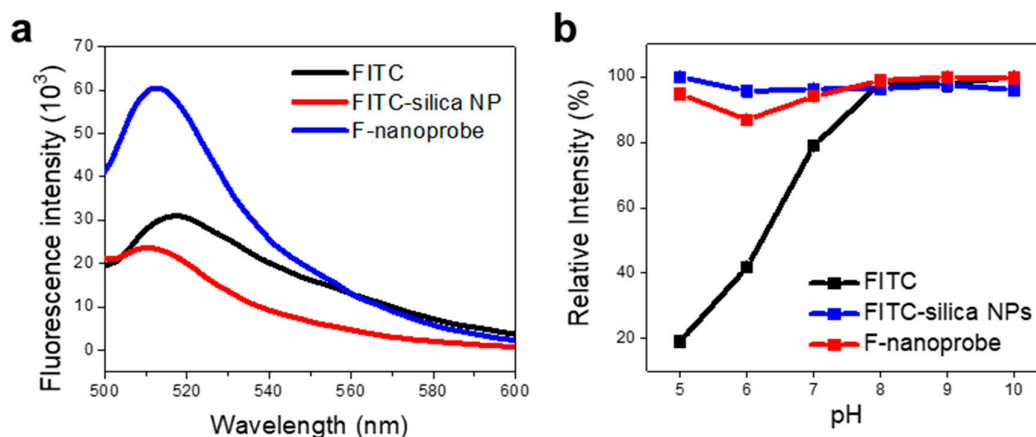 a
70
60
50
40
30
20
10
0
Fluorescence intensity (10³)
FITC
FITC-silica NP
F-nanoprobe
500 520 540 560 580 600
Wavelength (nm)
b
100
80
60
40
20
Relative Intensity (%)
FITC
FITC-silica NPs
F-nanoprobe
5 6 7 8 9 10
pH